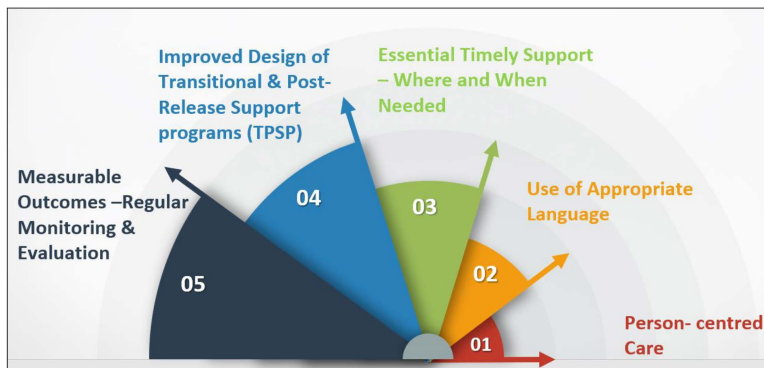 Improved Design of
Transitional & Post-
Release Support
programs (TPSP)
Essential Timely Support
– Where and When
Needed
Measurable
Outcomes –Regular
Monitoring &
Evaluation
Use of Appropriate
Language
Person- centred
Care
05
04
03
02
01